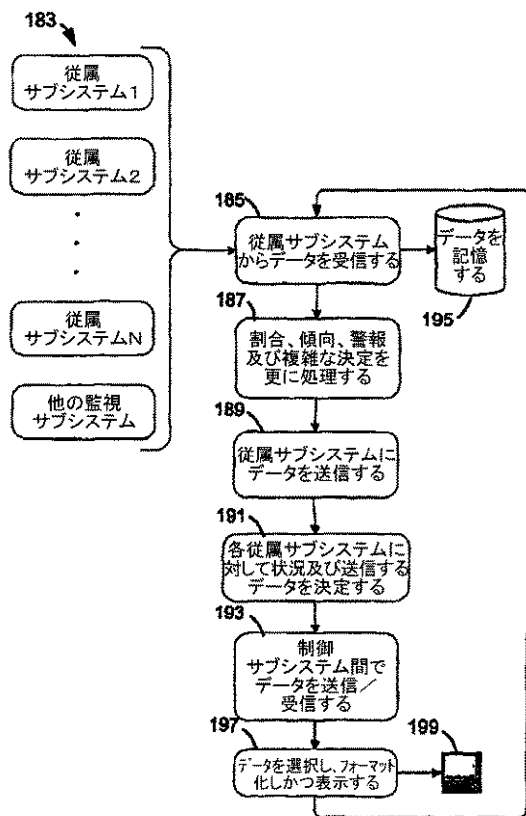 183
従属
サブシステム1
従属
サブシステム2
従属
サブシステムN
他の監視
サブシステム
185
従属サブシステム
からデータを受信する
データを
記憶
する
195
187
割合、傾向、警報
及び複雑な決定を
更に処理する
189
従属サブシステムに
データを送信する
191
各従属サブシステムに
対して状況及び送信する
データを決定する
193
制御
サブシステム間で
データを送信/
受信する
197
データを選択し、フォーマット
化しかつ表示する
199